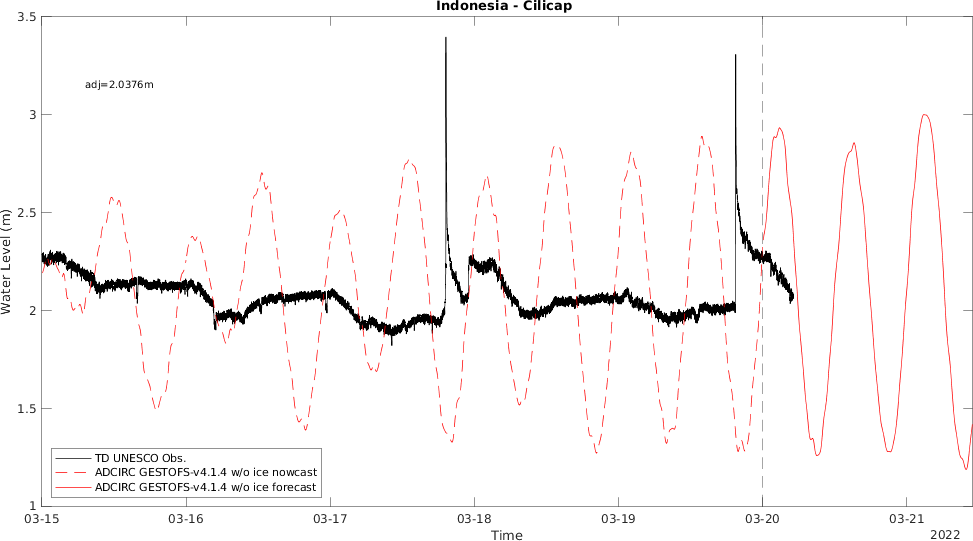 Indonesia - Cilicap
3.5
3
2.5
2
1.5
1
Water Level (m)
adj=2.0376m
TD UNESCO Obs.
ADCIRC GESTOFS-v4.1.4 w/o ice nowcast
ADCIRC GESTOFS-v4.1.4 w/o ice forecast
03-15 03-16 03-17 03-18 03-19 03-20 03-21
Time
2022